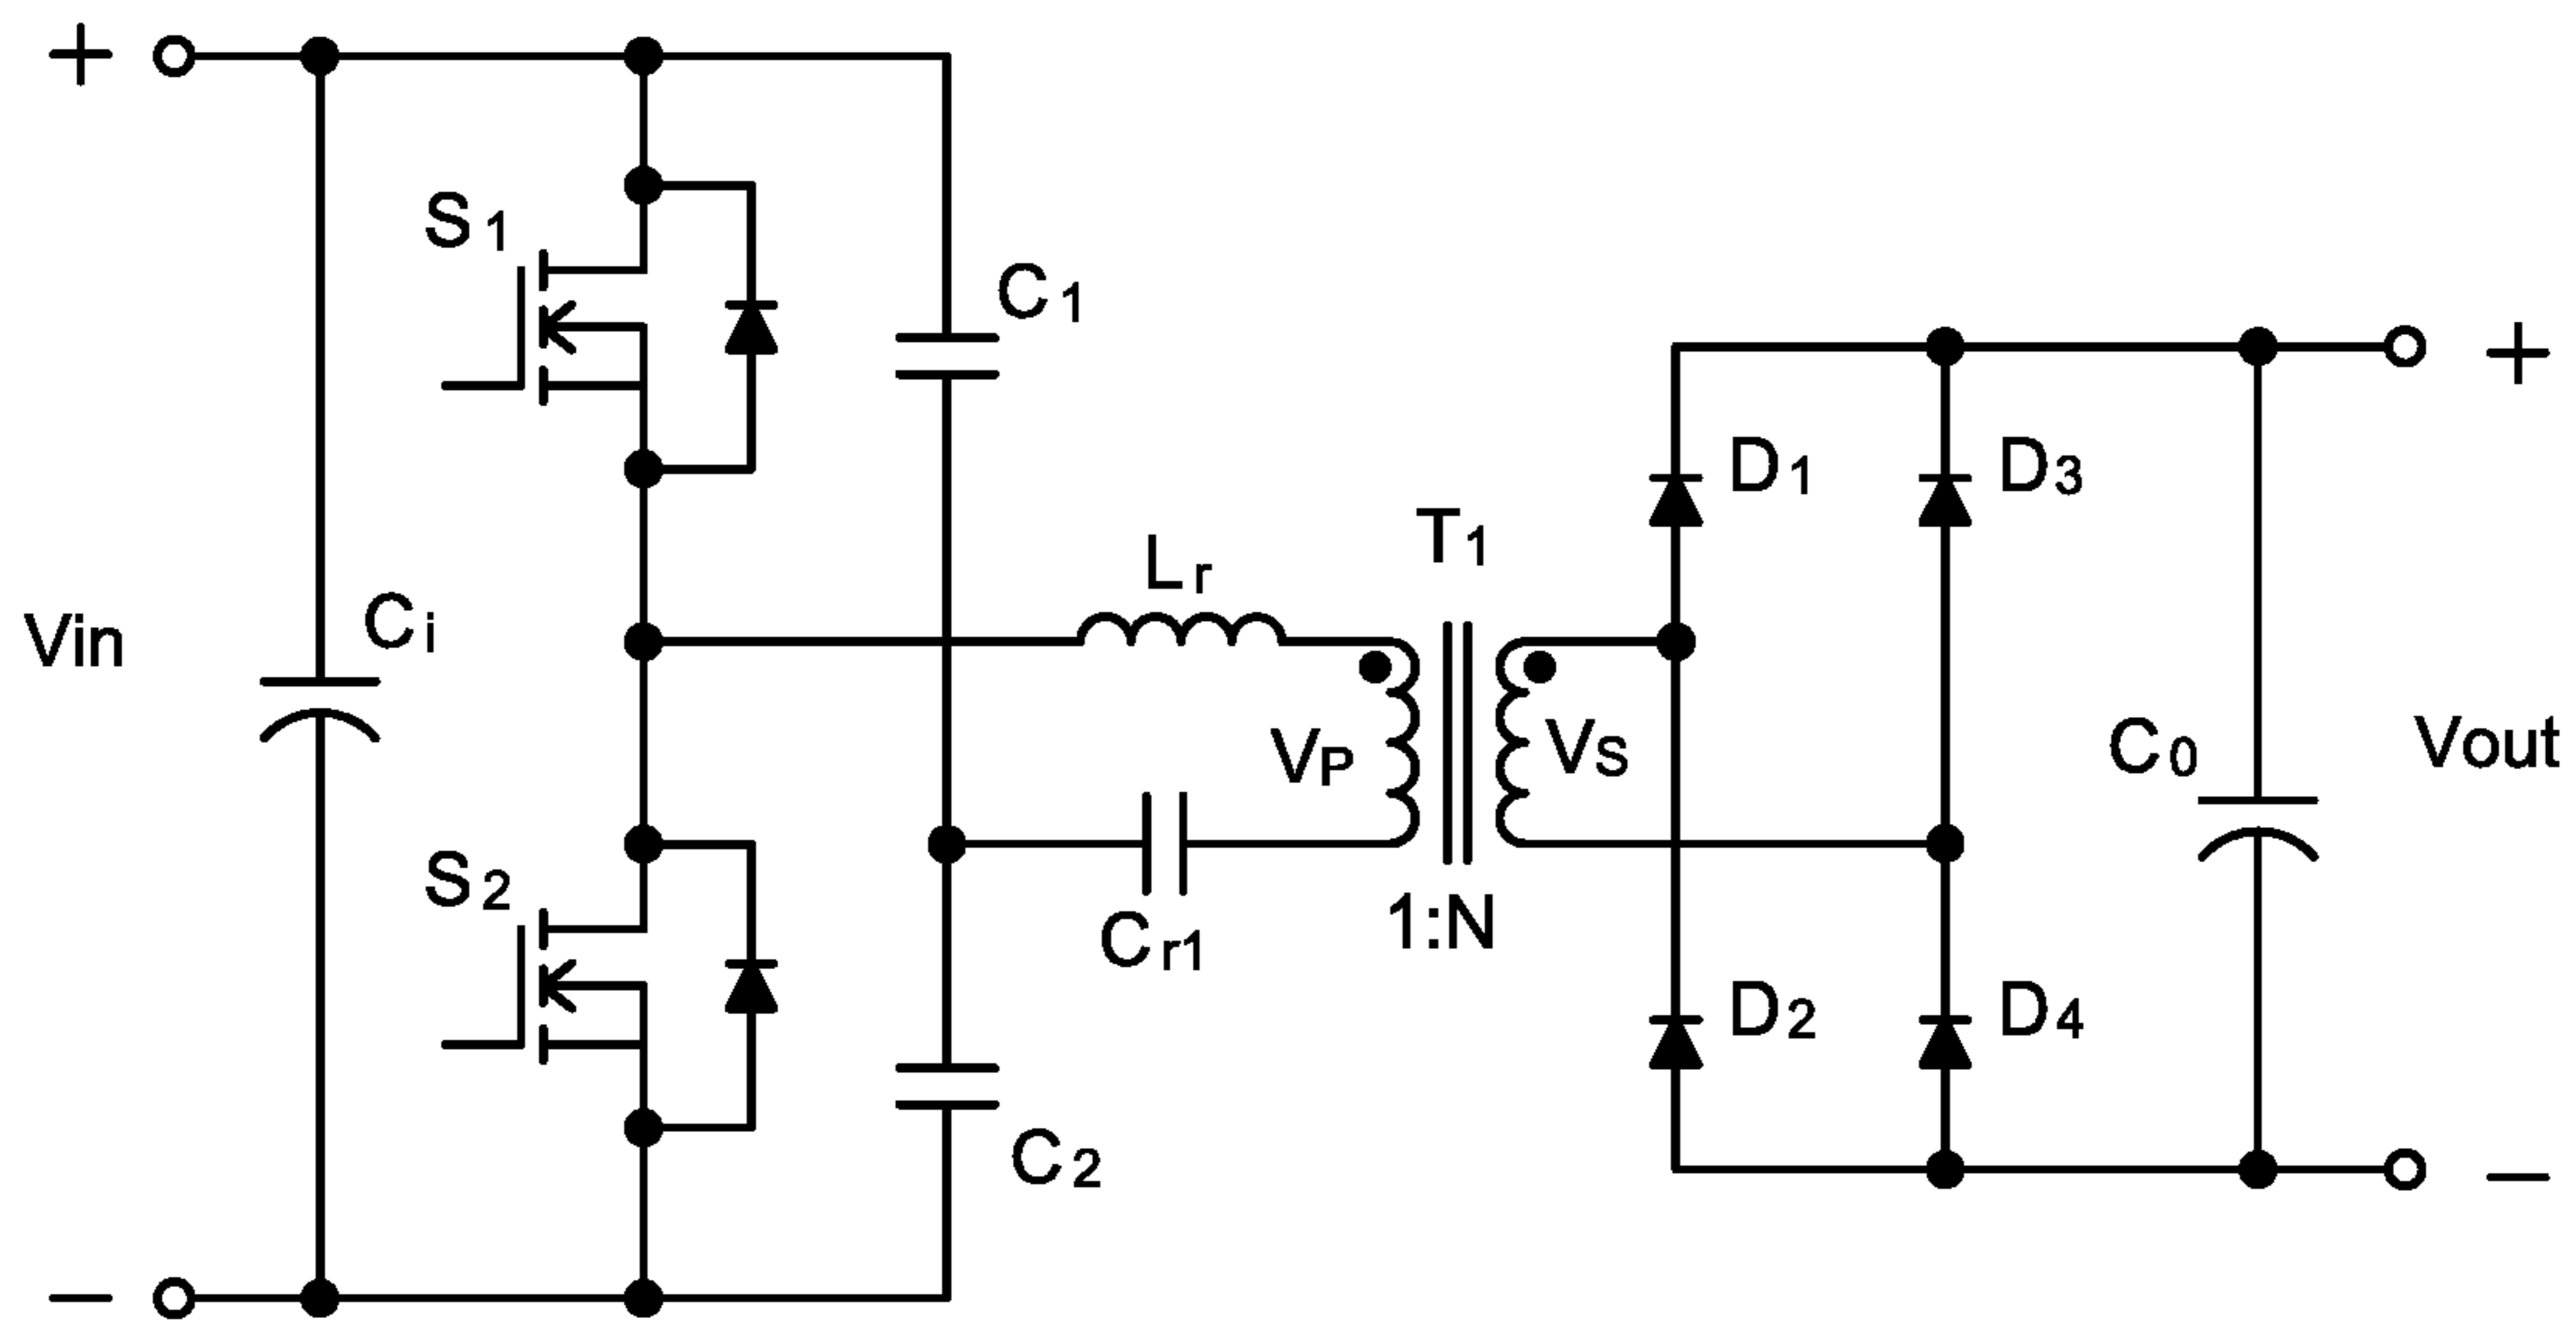 +
S1
C1
Vin
Ci
Lr
T1
D1
D3
+
VP
VS
C0
Vout
S2
Cr1
1:N
D2
D4
C2
−
−